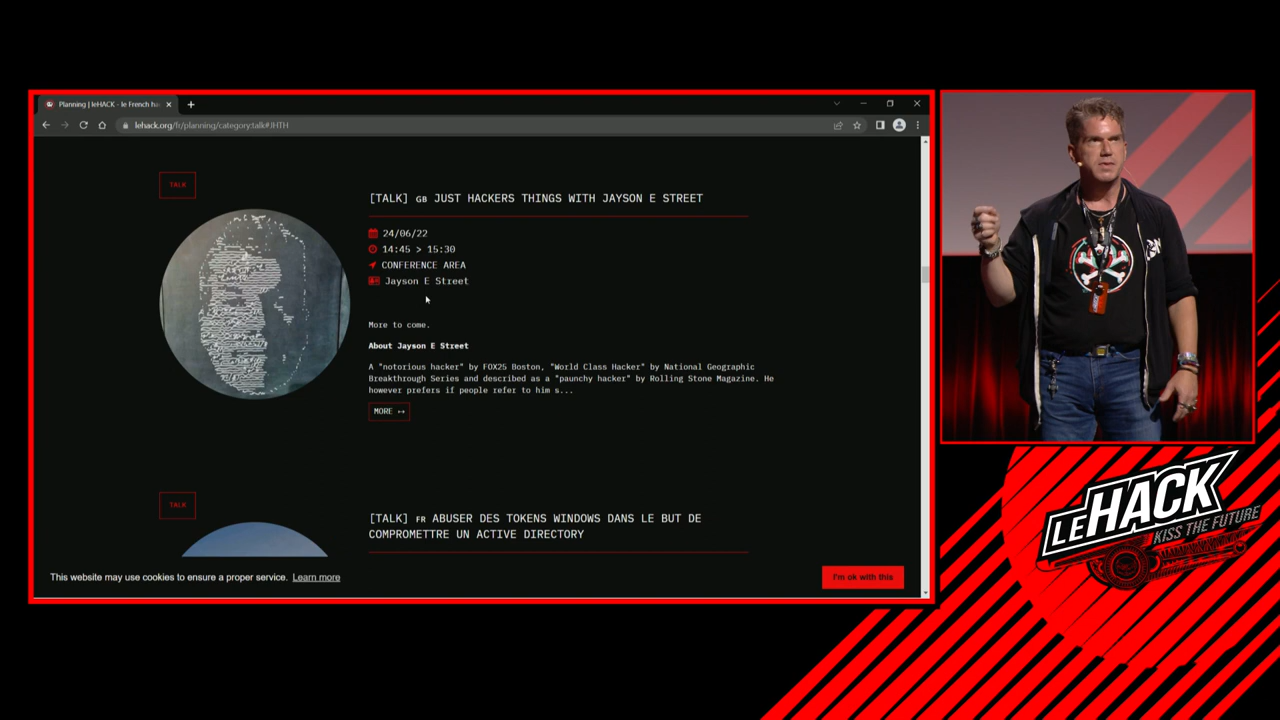 Planning | leHACK - le French ha
lehack.org/fr/planning/category:talk#JHTH
TALK
[TALK] GB JUST HACKERS THINGS WITH JAYSON E STREET
24/06/22
14:45 > 15:30
CONFERENCE AREA
Jayson E Street
More to come.
About Jayson E Street
A "notorious hacker" by FOX25 Boston, "World Class Hacker" by National Geographic
Breakthrough Series and described as a "paunchy hacker" by Rolling Stone Magazine. He
however prefers if people refer to him s...
MORE ↦
TALK
[TALK] FR ABUSER DES TOKENS WINDOWS DANS LE BUT DE
COMPROMETTRE UN ACTIVE DIRECTORY
This website may use cookies to ensure a proper service. Learn more
I'm ok with this
LEHACK
KISS THE FUTURE